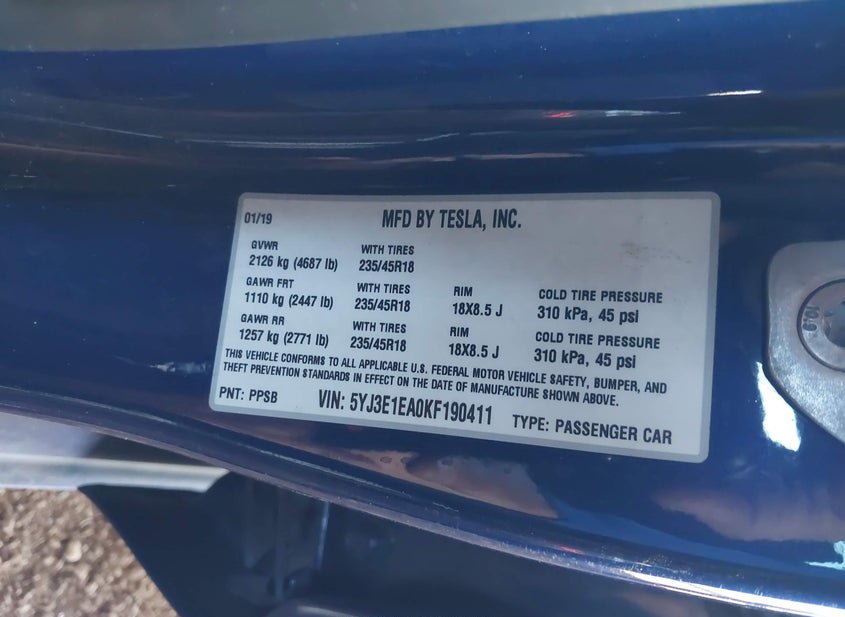 01/19 MFD BY TESLA, INC.
GVWR WITH TIRES
2126 kg (4687 lb) 235/45R18
GAWR FRT WITH TIRES RIM COLD TIRE PRESSURE
1110 kg (2447 lb) 235/45R18 18X8.5 J 310 kPa, 45 psi
GAWR RR WITH TIRES RIM COLD TIRE PRESSURE
1257 kg (2771 lb) 235/45R18 18X8.5 J 310 kPa, 45 psi
THIS VEHICLE CONFORMS TO ALL APPLICABLE U.S. FEDERAL MOTOR VEHICLE SAFETY, BUMPER, AND
THEFT PREVENTION STANDARDS IN EFFECT ON THE DATE OF MANUFACTURE SHOWN ABOVE.
PNT: PPSB VIN: 5YJ3E1EA0KF190411 TYPE: PASSENGER CAR
10.9